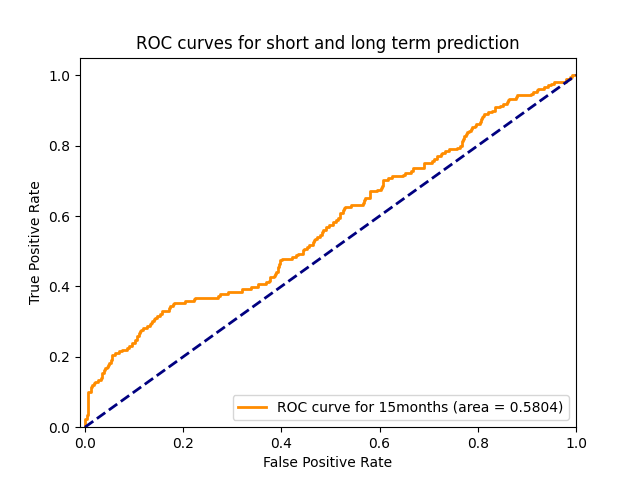 ROC curves for short and long term prediction
True Positive Rate
1.0
0.8
0.6
0.4
0.2
0.0
ROC curve for 15months (area = 0.5804)
0.0 0.2 0.4 0.6 0.8 1.0
False Positive Rate